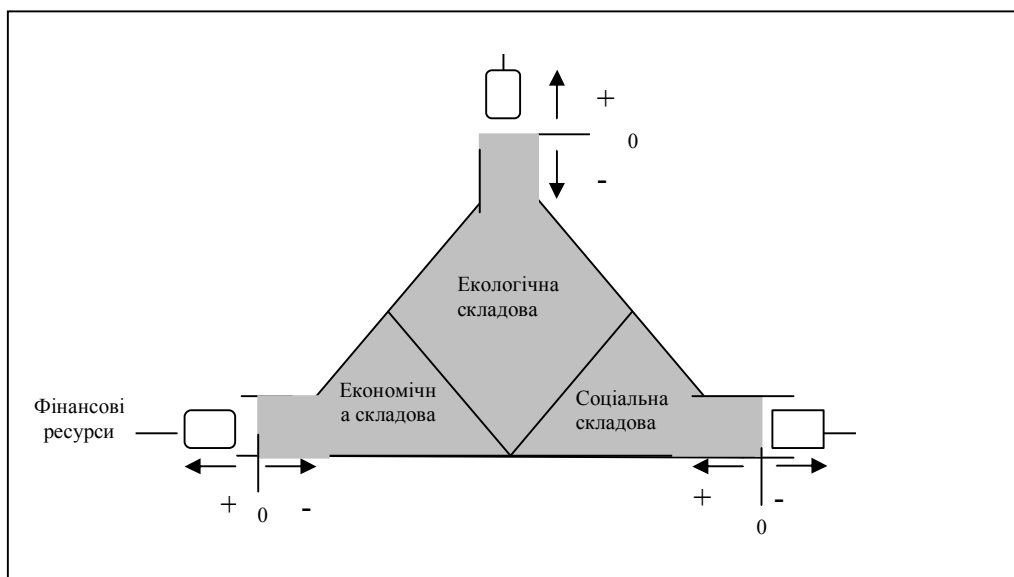 +
0
-
Екологічна
складова
Економічн
а складова
Соціальна
складова
Фінансові
ресурси
+
0
-
+
-
0